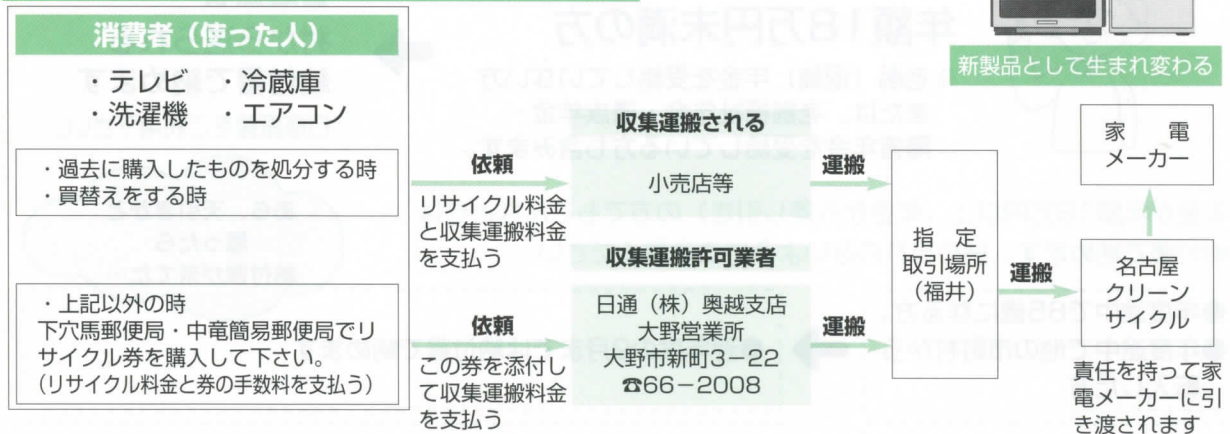 消費者（使った人）
・テレビ ・冷蔵庫
・洗濯機 ・エアコン
・過去に購入したものを処分する時
・買替えをする時
・上記以外の時
下穴馬郵便局・中竜簡易郵便局でリ
サイクル券を購入して下さい。
（リサイクル料金と券の手数料を支払う）
依頼
リサイクル料金
と収集運搬料金
を支払う
依頼
この券を添付し
て収集運搬料金
を支払う
収集運搬される
小売店等
収集運搬許可業者
日通（株）奥越支店
大野営業所
大野市新町3－22
☎66－2008
運搬
運搬
指 定
取引場所
（福井）
運搬
名古屋
クリーン
サイクル
責任を持って家
電メーカーに引
き渡されます
家 電
メーカー
新製品として生まれ変わる